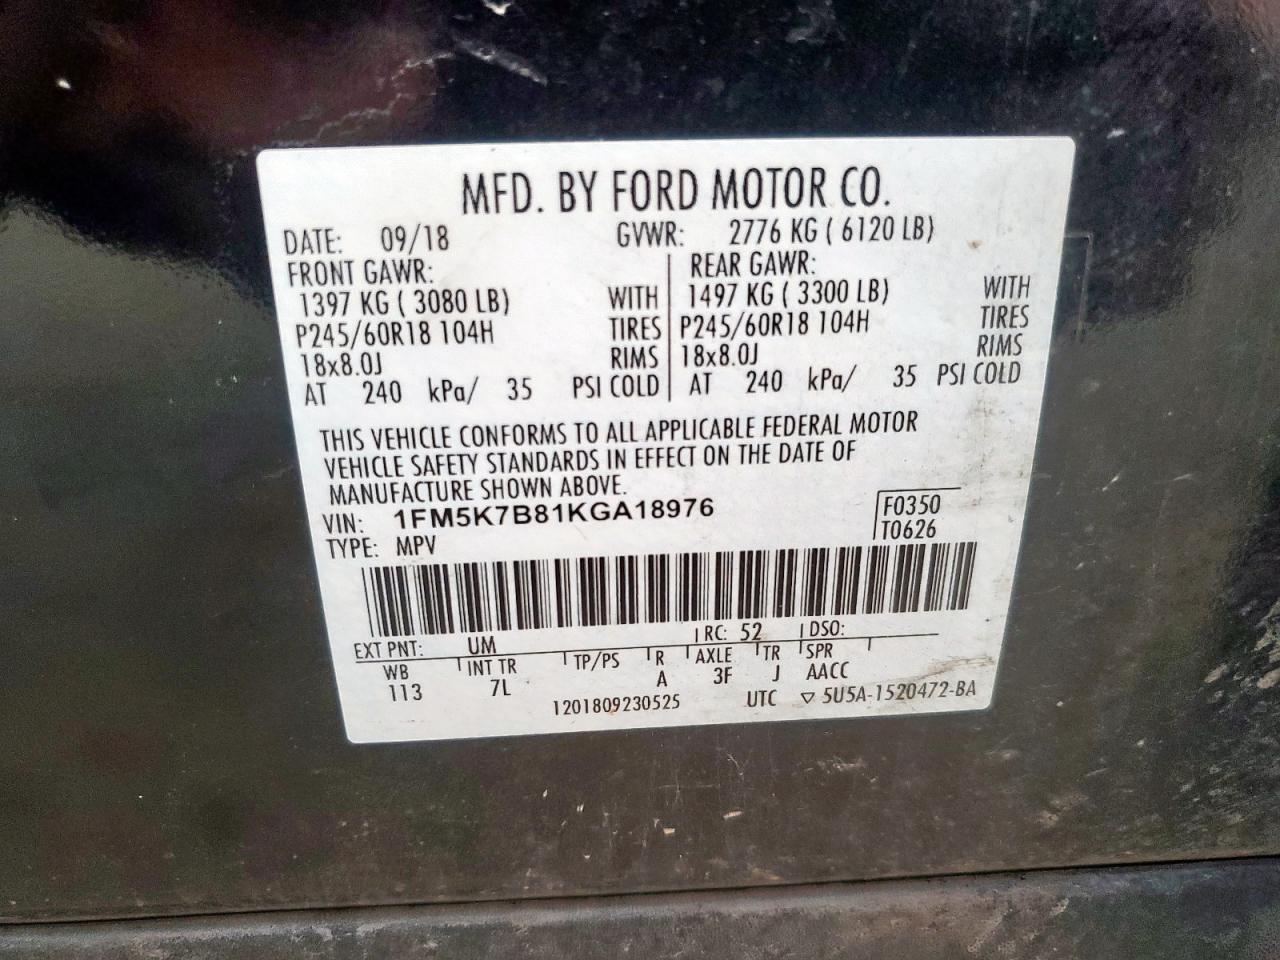 MFD. BY FORD MOTOR CO.
DATE: 09/18 GVWR: 2776 KG ( 6120 LB)
FRONT GAWR: REAR GAWR:
1397 KG ( 3080 LB) WITH 1497 KG ( 3300 LB) WITH
P245/60R18 104H TIRES P245/60R18 104H TIRES
18x8.0J RIMS 18x8.0J RIMS
AT 240 kPa/ 35 PSI COLD AT 240 kPa/ 35 PSI COLD
THIS VEHICLE CONFORMS TO ALL APPLICABLE FEDERAL MOTOR
VEHICLE SAFETY STANDARDS IN EFFECT ON THE DATE OF
MANUFACTURE SHOWN ABOVE.
VIN: 1FM5K7B81KGA18976 F0350
TYPE: MPV T0626
EXT PNT: UM RC: 52 DSO:
WB INT TR TP/PS R AXLE TR SPR
113 7L A 3F J AACC
1201809230525 UTC ▽ 5U5A-1520472-BA